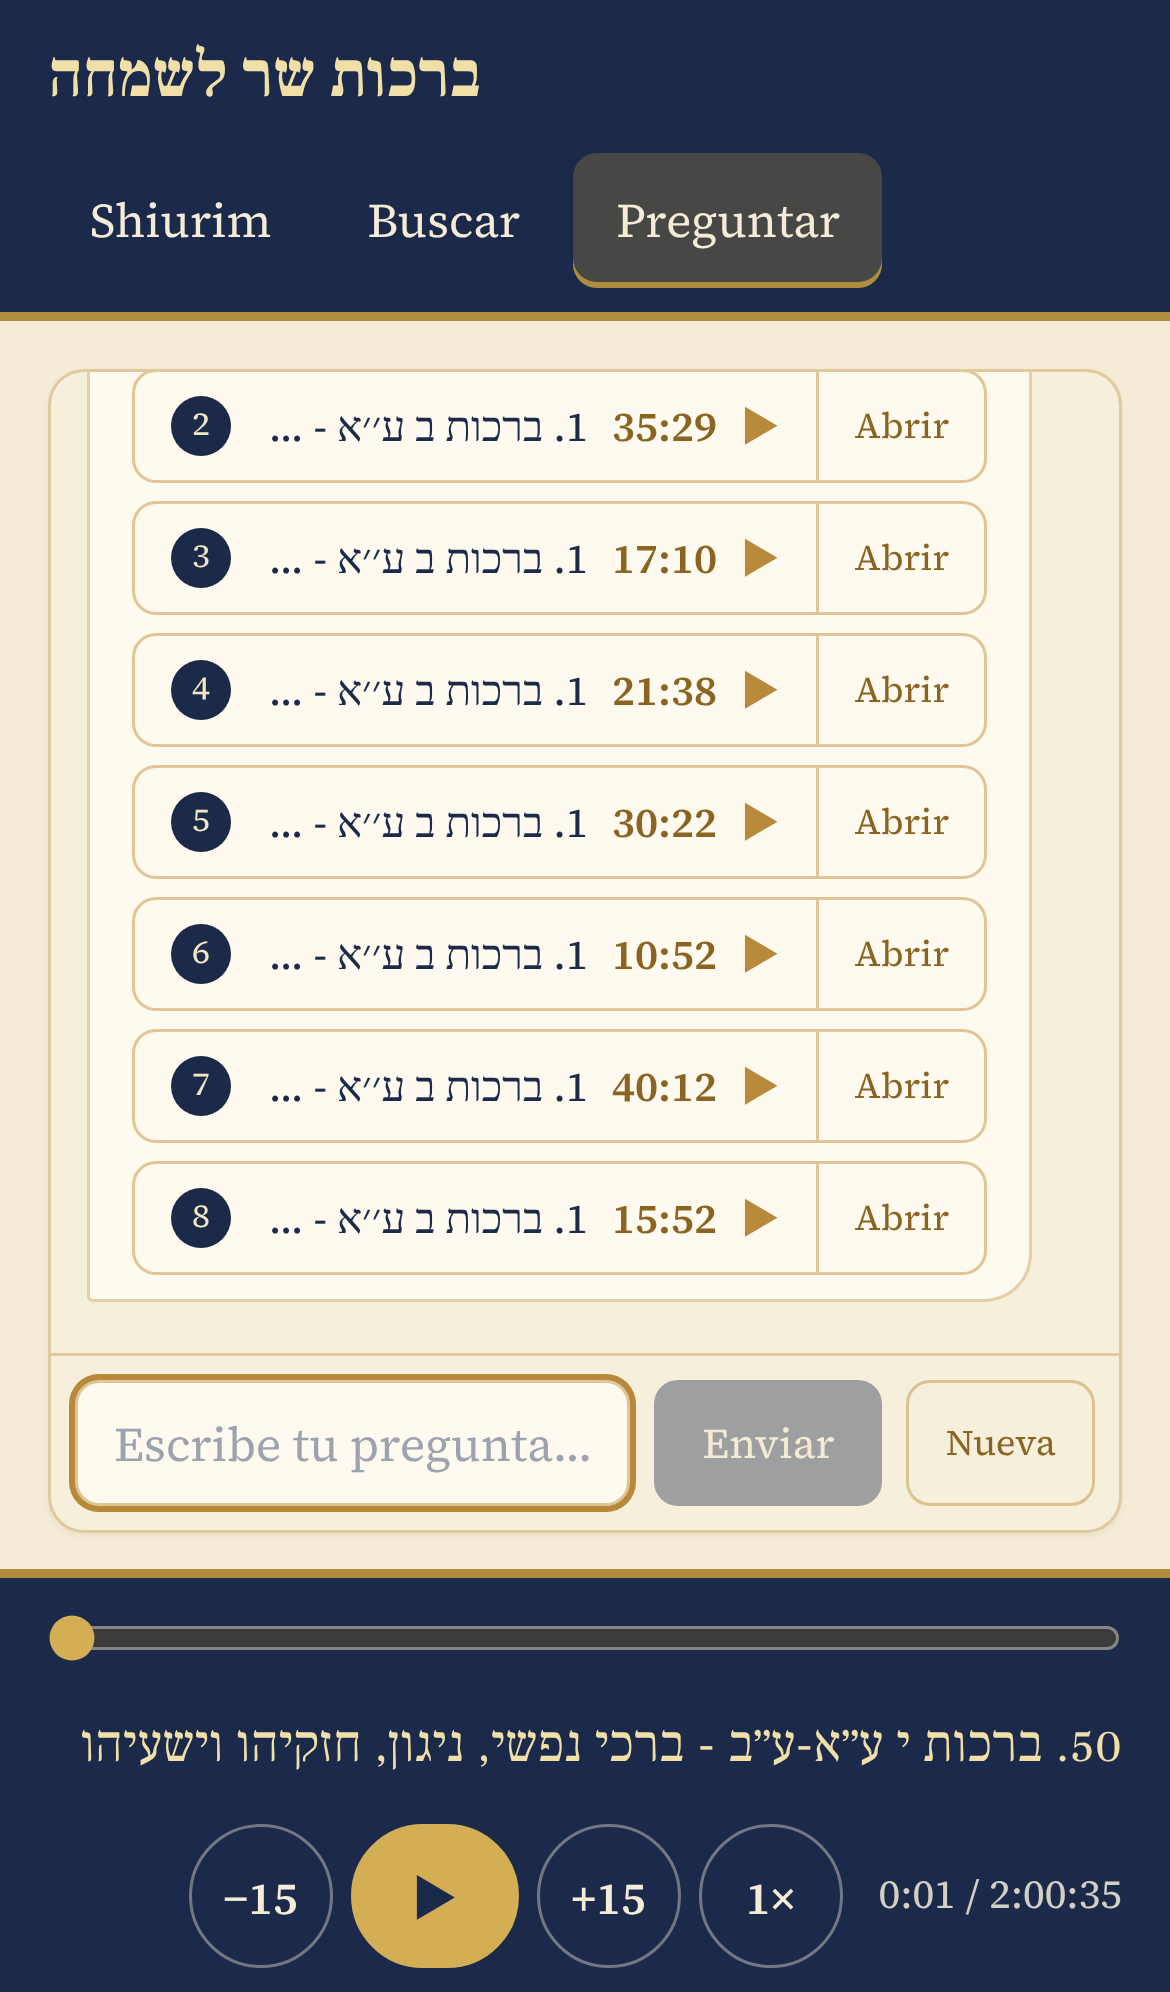 ברכות שר לשמחה
Shiurim Buscar Preguntar
2 1. ברכות ב ע׳׳א - ... 35:29 Abrir
3 1. ברכות ב ע׳׳א - ... 17:10 Abrir
4 1. ברכות ב ע׳׳א - ... 21:38 Abrir
5 1. ברכות ב ע׳׳א - ... 30:22 Abrir
6 1. ברכות ב ע׳׳א - ... 10:52 Abrir
7 1. ברכות ב ע׳׳א - ... 40:12 Abrir
8 1. ברכות ב ע׳׳א - ... 15:52 Abrir
Escribe tu pregunta... Enviar Nueva
50. ברכות י ע”א-ע”ב - ברכי נפשי, ניגון, חזקיהו וישעיהו
−15 +15 1× 0:01 / 2:00:35